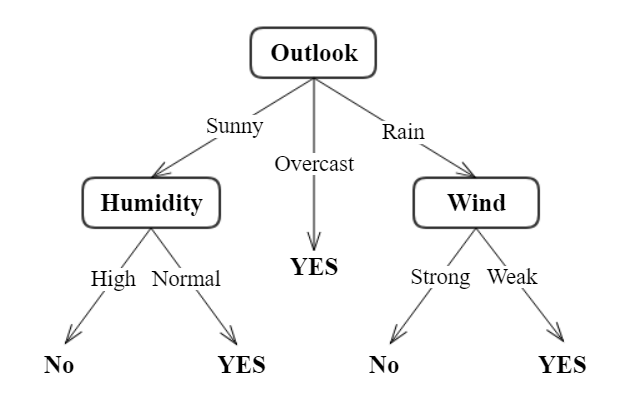 Outlook
Sunny
Rain
Overcast
Humidity
Wind
YES
High Normal
Strong Weak
No
YES
No
YES